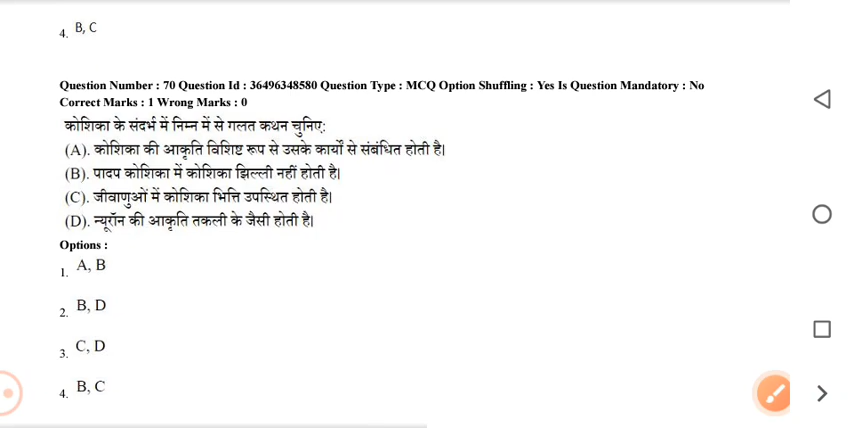 4. B, C
Question Number : 70 Question Id : 36496348580 Question Type : MCQ Option Shuffling : Yes Is Question Mandatory : No
Correct Marks : 1 Wrong Marks : 0
कोशिका के संदर्भ में निम्न में से गलत कथन चुनिए:
(A). कोशिका की आकृति विशिष्ट रूप से उसके कार्यों से संबंधित होती है।
(B). पादप कोशिका में कोशिका झिल्ली नहीं होती है।
(C). जीवाणुओं में कोशिका भित्ति उपस्थित होती है।
(D). न्यूरॉन की आकृति तकली के जैसी होती है।
Options :
1. A, B
2. B, D
3. C, D
4. B, C